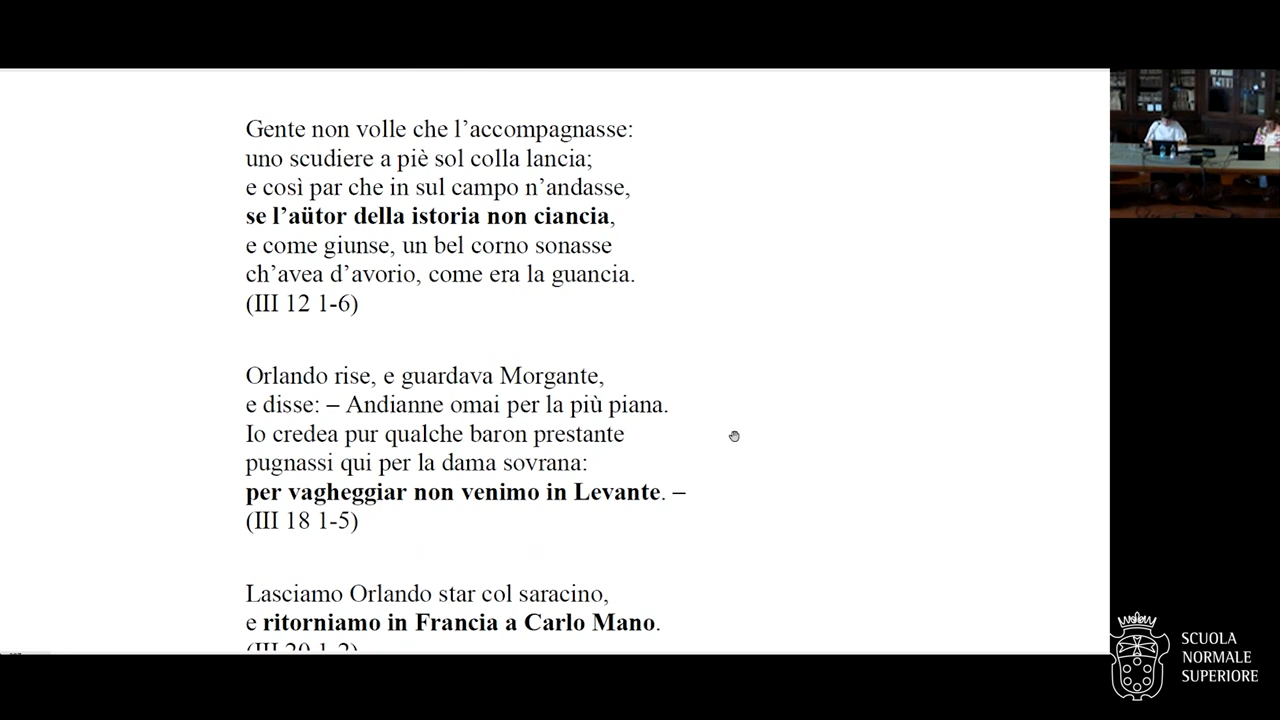 Gente non volle che l’accompagnasse:
uno scudiere a piè sol colla lancia;
e così par che in sul campo n’andasse,
se l’aütor della istoria non ciancia,
e come giunse, un bel corno sonasse
ch’avea d’avorio, come era la guancia.
(III 12 1-6)
Orlando rise, e guardava Morgante,
e disse: – Andianne omai per la più piana.
Io credea pur qualche baron prestante
pugnassi qui per la dama sovrana:
per vagheggiar non venimo in Levante. –
(III 18 1-5)
Lasciamo Orlando star col saracino,
e ritorniamo in Francia a Carlo Mano.
(III 20 1-2)
SCUOLA
NORMALE
SUPERIORE